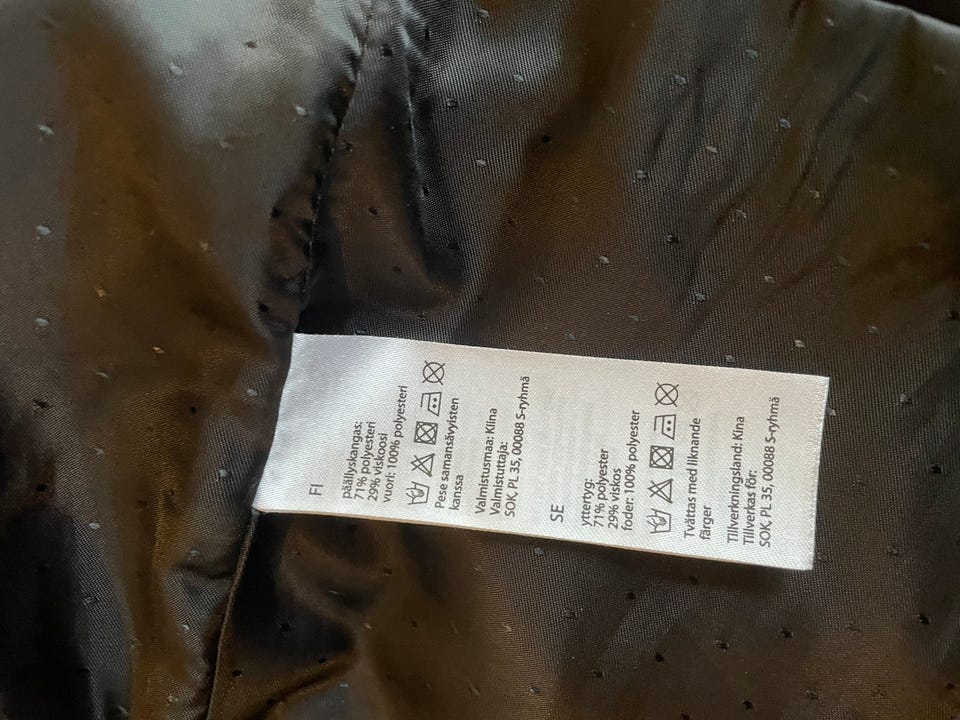 FI
päällyskangas:
71% polyesteri
29% viskoosi
vuori: 100% polyesteri
Pese samansävyisten
kanssa
Valmistusmaa: Kiina
Valmistuttaja:
SOK, PL 35, 00088 S-ryhmä
SE
yttertyg:
71% polyester
29% viskos
foder: 100% polyester
Tvättas med liknande
färger
Tillverkningsland: Kina
Tillverkas för:
SOK, PL 35, 00088 S-ryhmä